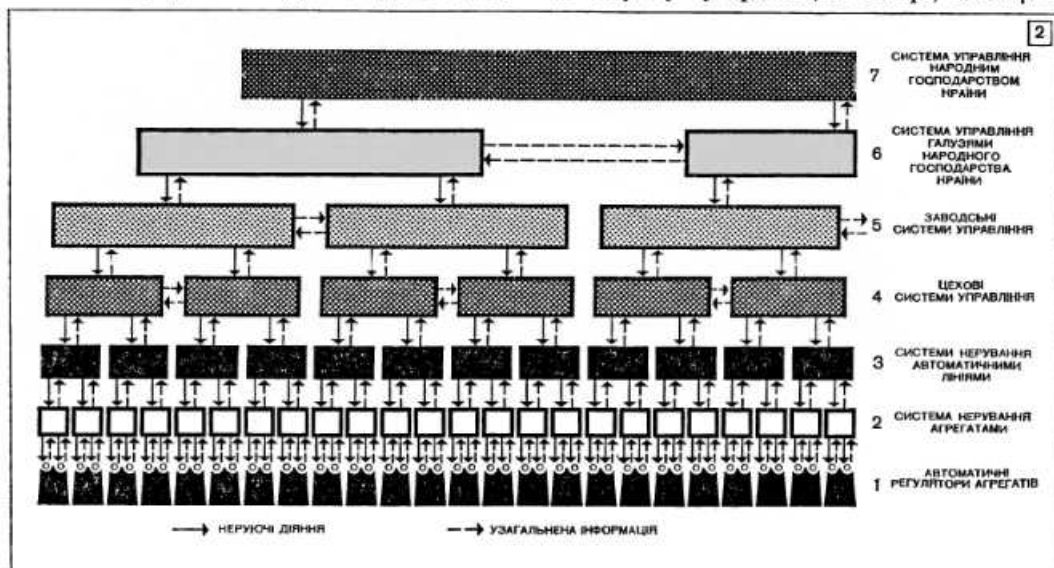 2
7 СИСТЕМА УПРАВЛІННЯ
НАРОДНИМ
ГОСПОДАРСТВОМ
КРАЇНИ
6 СИСТЕМА УПРАВЛІННЯ
ГАЛУЗЯМИ
НАРОДНОГО
ГОСПОДАРСТВА
КРАЇНИ
5 ЗАВОДСЬКІ
СИСТЕМИ УПРАВЛІННЯ
4 ЦЕХОВІ
СИСТЕМИ УПРАВЛІННЯ
3 СИСТЕМИ КЕРУВАННЯ
АВТОМАТИЧНИМИ
ЛІНІЯМИ
2 СИСТЕМА КЕРУВАННЯ
АГРЕГАТАМИ
1 АВТОМАТИЧНІ
РЕГУЛЯТОРИ АГРЕГАТІВ
КЕРУЮЧІ ДІЯННЯ
УЗАГАЛЬНЕНА ІНФОРМАЦІЯ